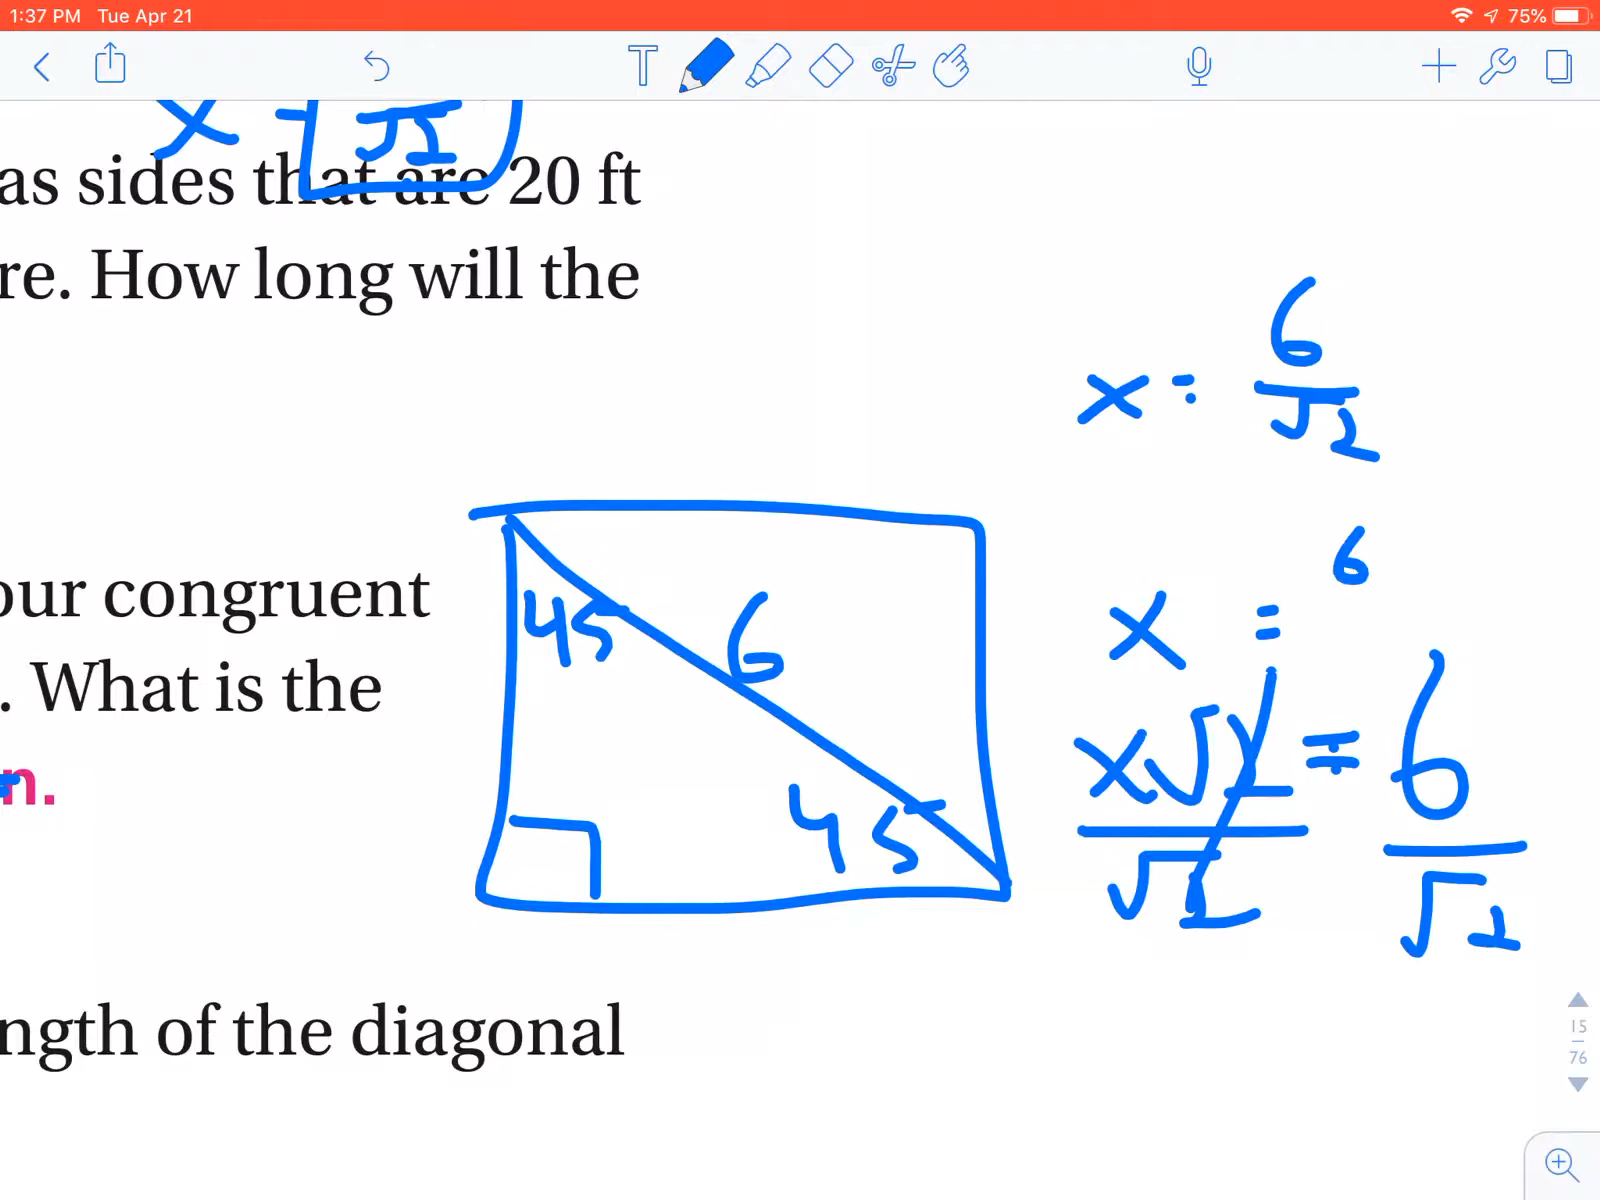 1:37 PM Tue Apr 21
75%
T
x = √2
as sides that are 20 ft
re. How long will the
x = 6
√2
our congruent
. What is the
n.
45
6
45
6
x =
x√2 = 6
√2 √2
ngth of the diagonal
15
76